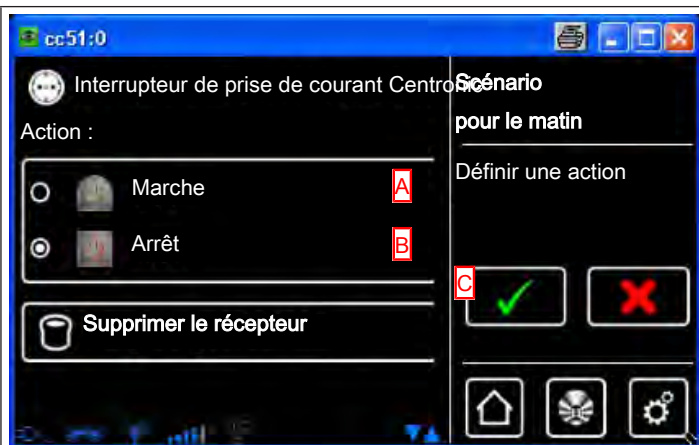 cc51:0
Interrupteur de prise de courant Centronic
Action :
Marche
A
Arrêt
B
Supprimer le récepteur
Scénario
pour le matin
Définir une action
C